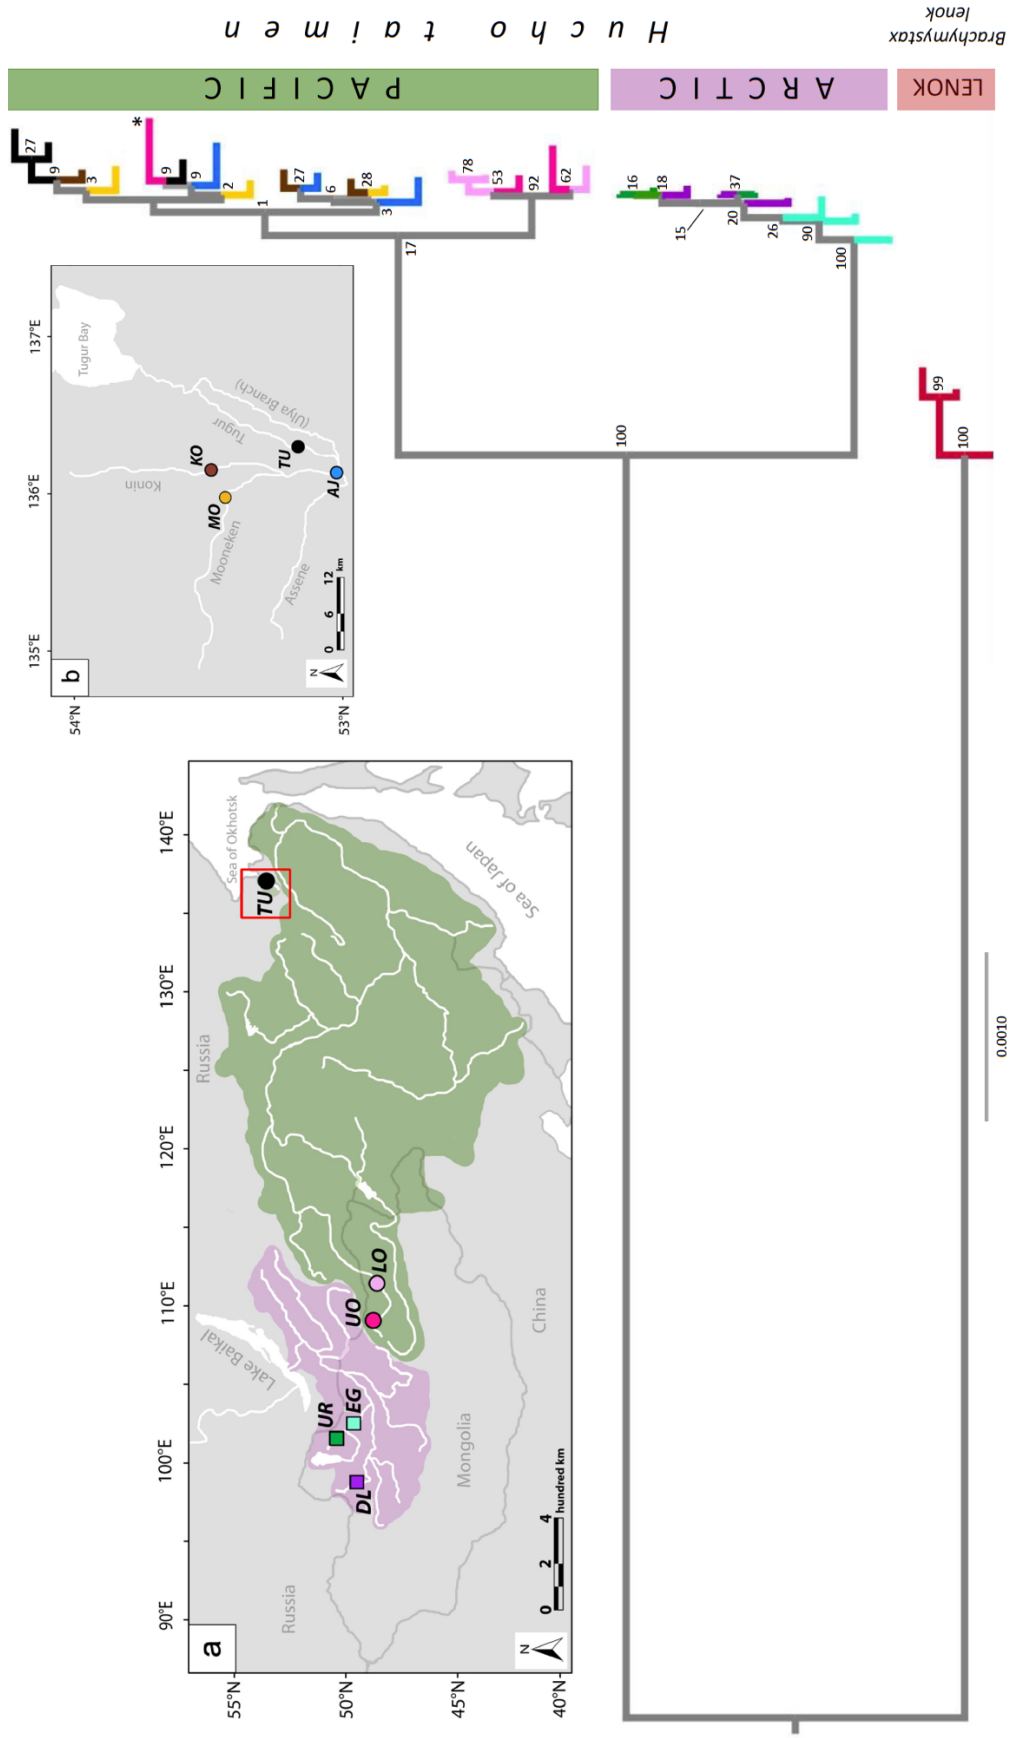 a
90°E
100°E
110°E
120°E
130°E
140°E
55°N
50°N
45°N
40°N
Russia
Russia
Lake Baikal
Sea of Okhotsk
Sea of Japan
Mongolia
China
DL
UR
EG
UO
LO
TU
N
0 2 4
hundred km
b
135°E
136°E
137°E
54°N
53°N
Tugur Bay
Konin
Tugur
(Ulya Branch)
Mooneken
Assene
MO
KO
TU
AJ
N
0 6 12
km
27
9
3
*
9
9
2
1
27
6
28
3
17
78
53
92
62
16
18
15
37
20
26
90
100
100
99
100
0.0010
PACIFIC
ARCTIC
LENOK
Hucho taimen
Brachymystax
lenok